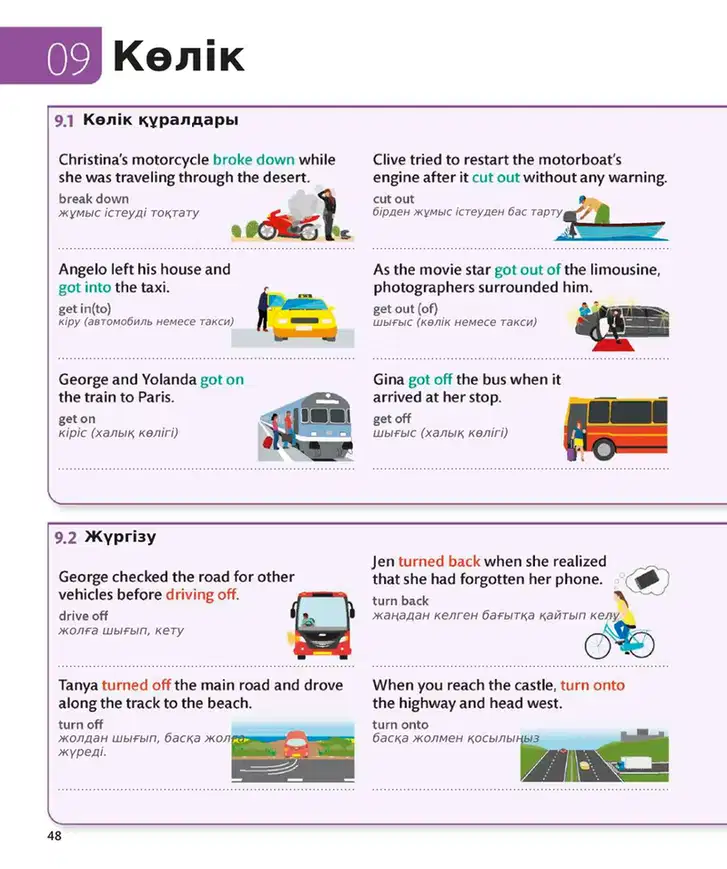 09 Көлік
9.1 Көлік құралдары
Christina's motorcycle broke down while
she was traveling through the desert.
break down
жұмыс істеуді тоқтату
Clive tried to restart the motorboat's
engine after it cut out without any warning.
cut out
бірден жұмыс істеуден бас тарту
Angelo left his house and
got into the taxi.
get in(to)
кіру (автомобиль немесе такси)
As the movie star got out of the limousine,
photographers surrounded him.
get out (of)
шығыс (көлік немесе такси)
George and Yolanda got on
the train to Paris.
get on
кіріс (халық көлігі)
Gina got off the bus when it
arrived at her stop.
get off
шығыс (халық көлігі)
9.2 Жүргізу
George checked the road for other
vehicles before driving off.
drive off
жолға шығып, кету
Jen turned back when she realized
that she had forgotten her phone.
turn back
жаңадан келген бағытқа қайтып келу
Tanya turned off the main road and drove
along the track to the beach.
turn off
жолдан шығып, басқа жолға
жүреді.
When you reach the castle, turn onto
the highway and head west.
turn onto
басқа жолмен қосылыңыз
48